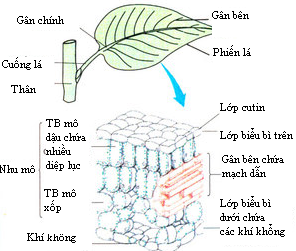 Gân chính
Gân bên
Phiến lá
Cuống lá
Thân
Lớp cutin
TB mô
dậu chứa
nhiều
diệp lục
Lớp biểu bì trên
Gân bên chứa
mạch dẫn
Nhu mô
TB mô
xốp
Lớp biểu bì
dưới chứa
các khí khổng
Khí không